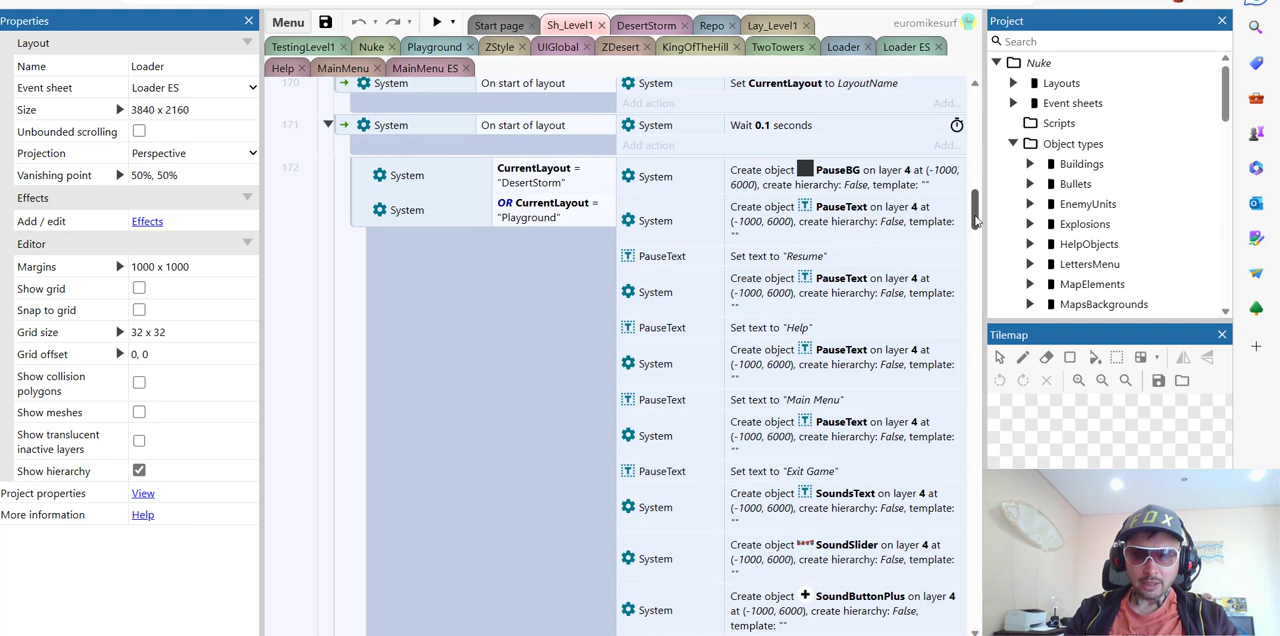 Properties
Layout
Name Loader
Event sheet Loader ES
Size 3840 x 2160
Unbounded scrolling
Projection Perspective
Vanishing point 50%, 50%
Effects
Add / edit Effects
Editor
Margins 1000 x 1000
Show grid
Snap to grid
Grid size 32 x 32
Grid offset 0, 0
Show collision
polygons
Show meshes
Show translucent
inactive layers
Show hierarchy
Project properties View
More information Help
Menu
Start page Sh_Level1 DesertStorm Repo Lay_Level1
euromikesurf
TestingLevel1 Nuke Playground ZStyle UIGlobal ZDesert KingOfTheHill TwoTowers Loader Loader ES
Help MainMenu MainMenu ES
170 System On start of layout System Set CurrentLayout to LayoutName
Add action Add...
171 System On start of layout System Wait 0.1 seconds
Add action Add...
172
System CurrentLayout =
"DesertStorm"
System OR CurrentLayout =
"Playground"
System Create object PauseBG on layer 4 at (-1000,
6000), create hierarchy: False, template: ""
System Create object PauseText on layer 4 at
(-1000, 6000), create hierarchy: False, template:
""
PauseText Set text to "Resume"
System Create object PauseText on layer 4 at
(-1000, 6000), create hierarchy: False, template:
""
PauseText Set text to "Help"
System Create object PauseText on layer 4 at
(-1000, 6000), create hierarchy: False, template:
""
PauseText Set text to "Main Menu"
System Create object PauseText on layer 4 at
(-1000, 6000), create hierarchy: False, template:
""
PauseText Set text to "Exit Game"
System Create object SoundsText on layer 4 at
(-1000, 6000), create hierarchy: False, template:
""
System Create object SoundSlider on layer 4 at
(-1000, 6000), create hierarchy: False, template:
""
System Create object SoundButtonPlus on layer 4
at (-1000, 6000), create hierarchy: False,
template: ""
Project
Search
Nuke
Layouts
Event sheets
Scripts
Object types
Buildings
Bullets
EnemyUnits
Explosions
HelpObjects
LettersMenu
MapElements
MapsBackgrounds
Tilemap
FOX